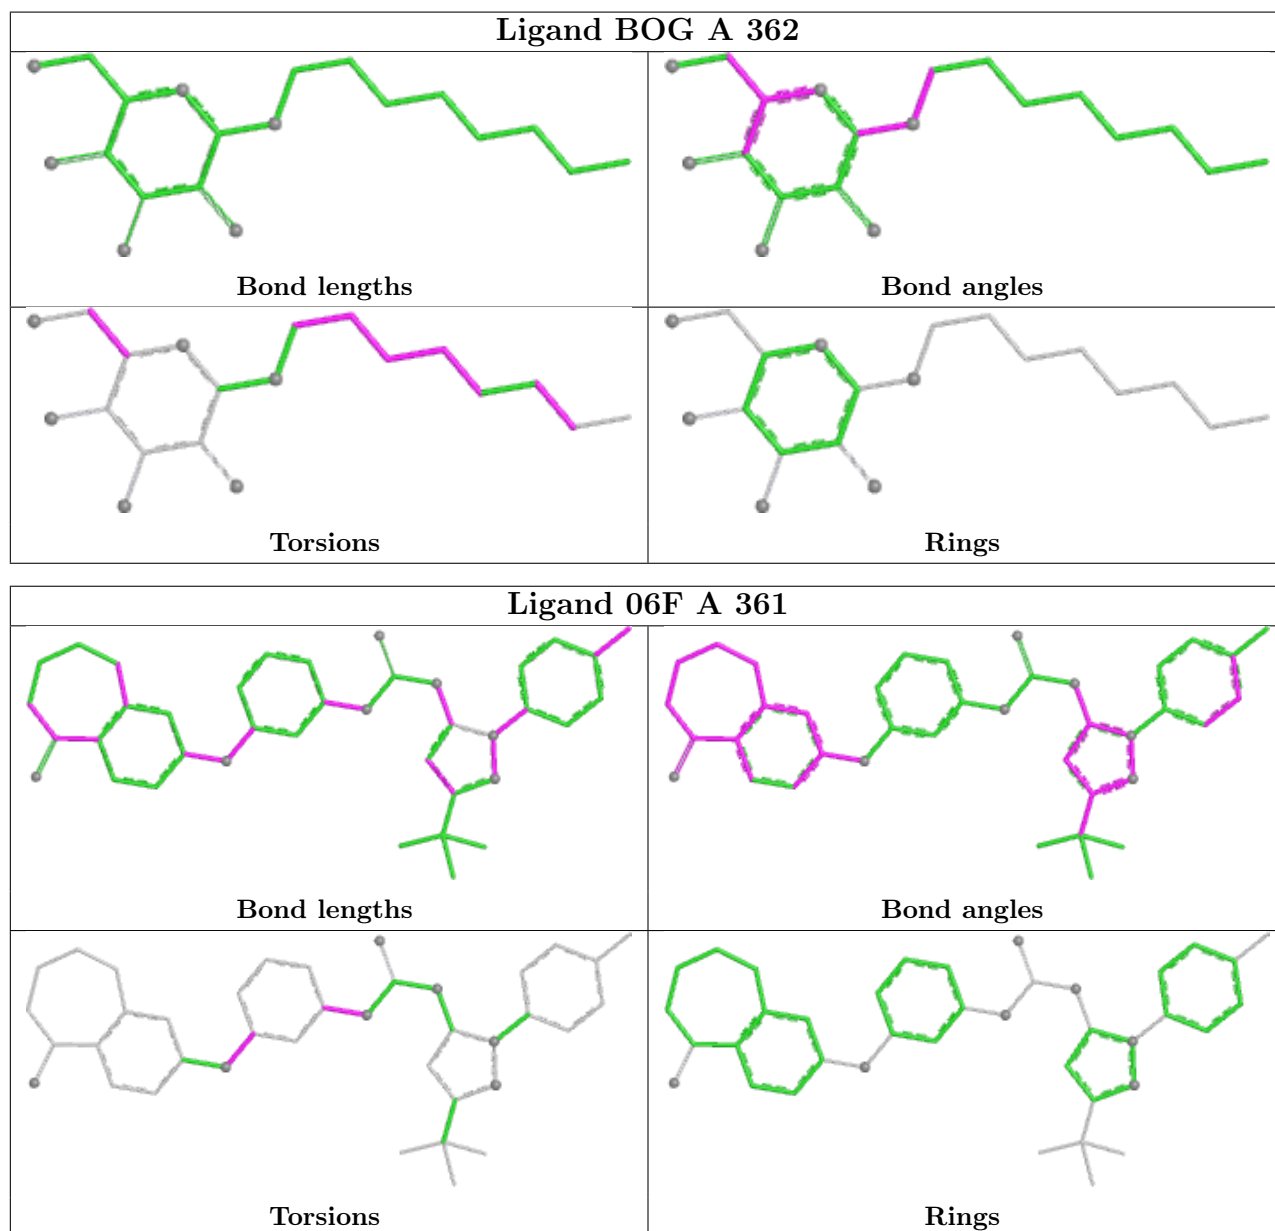 Ligand BOG A 362
Bond lengths
Bond angles
Torsions
Rings
Ligand 06F A 361
Bond lengths
Bond angles
Torsions
Rings